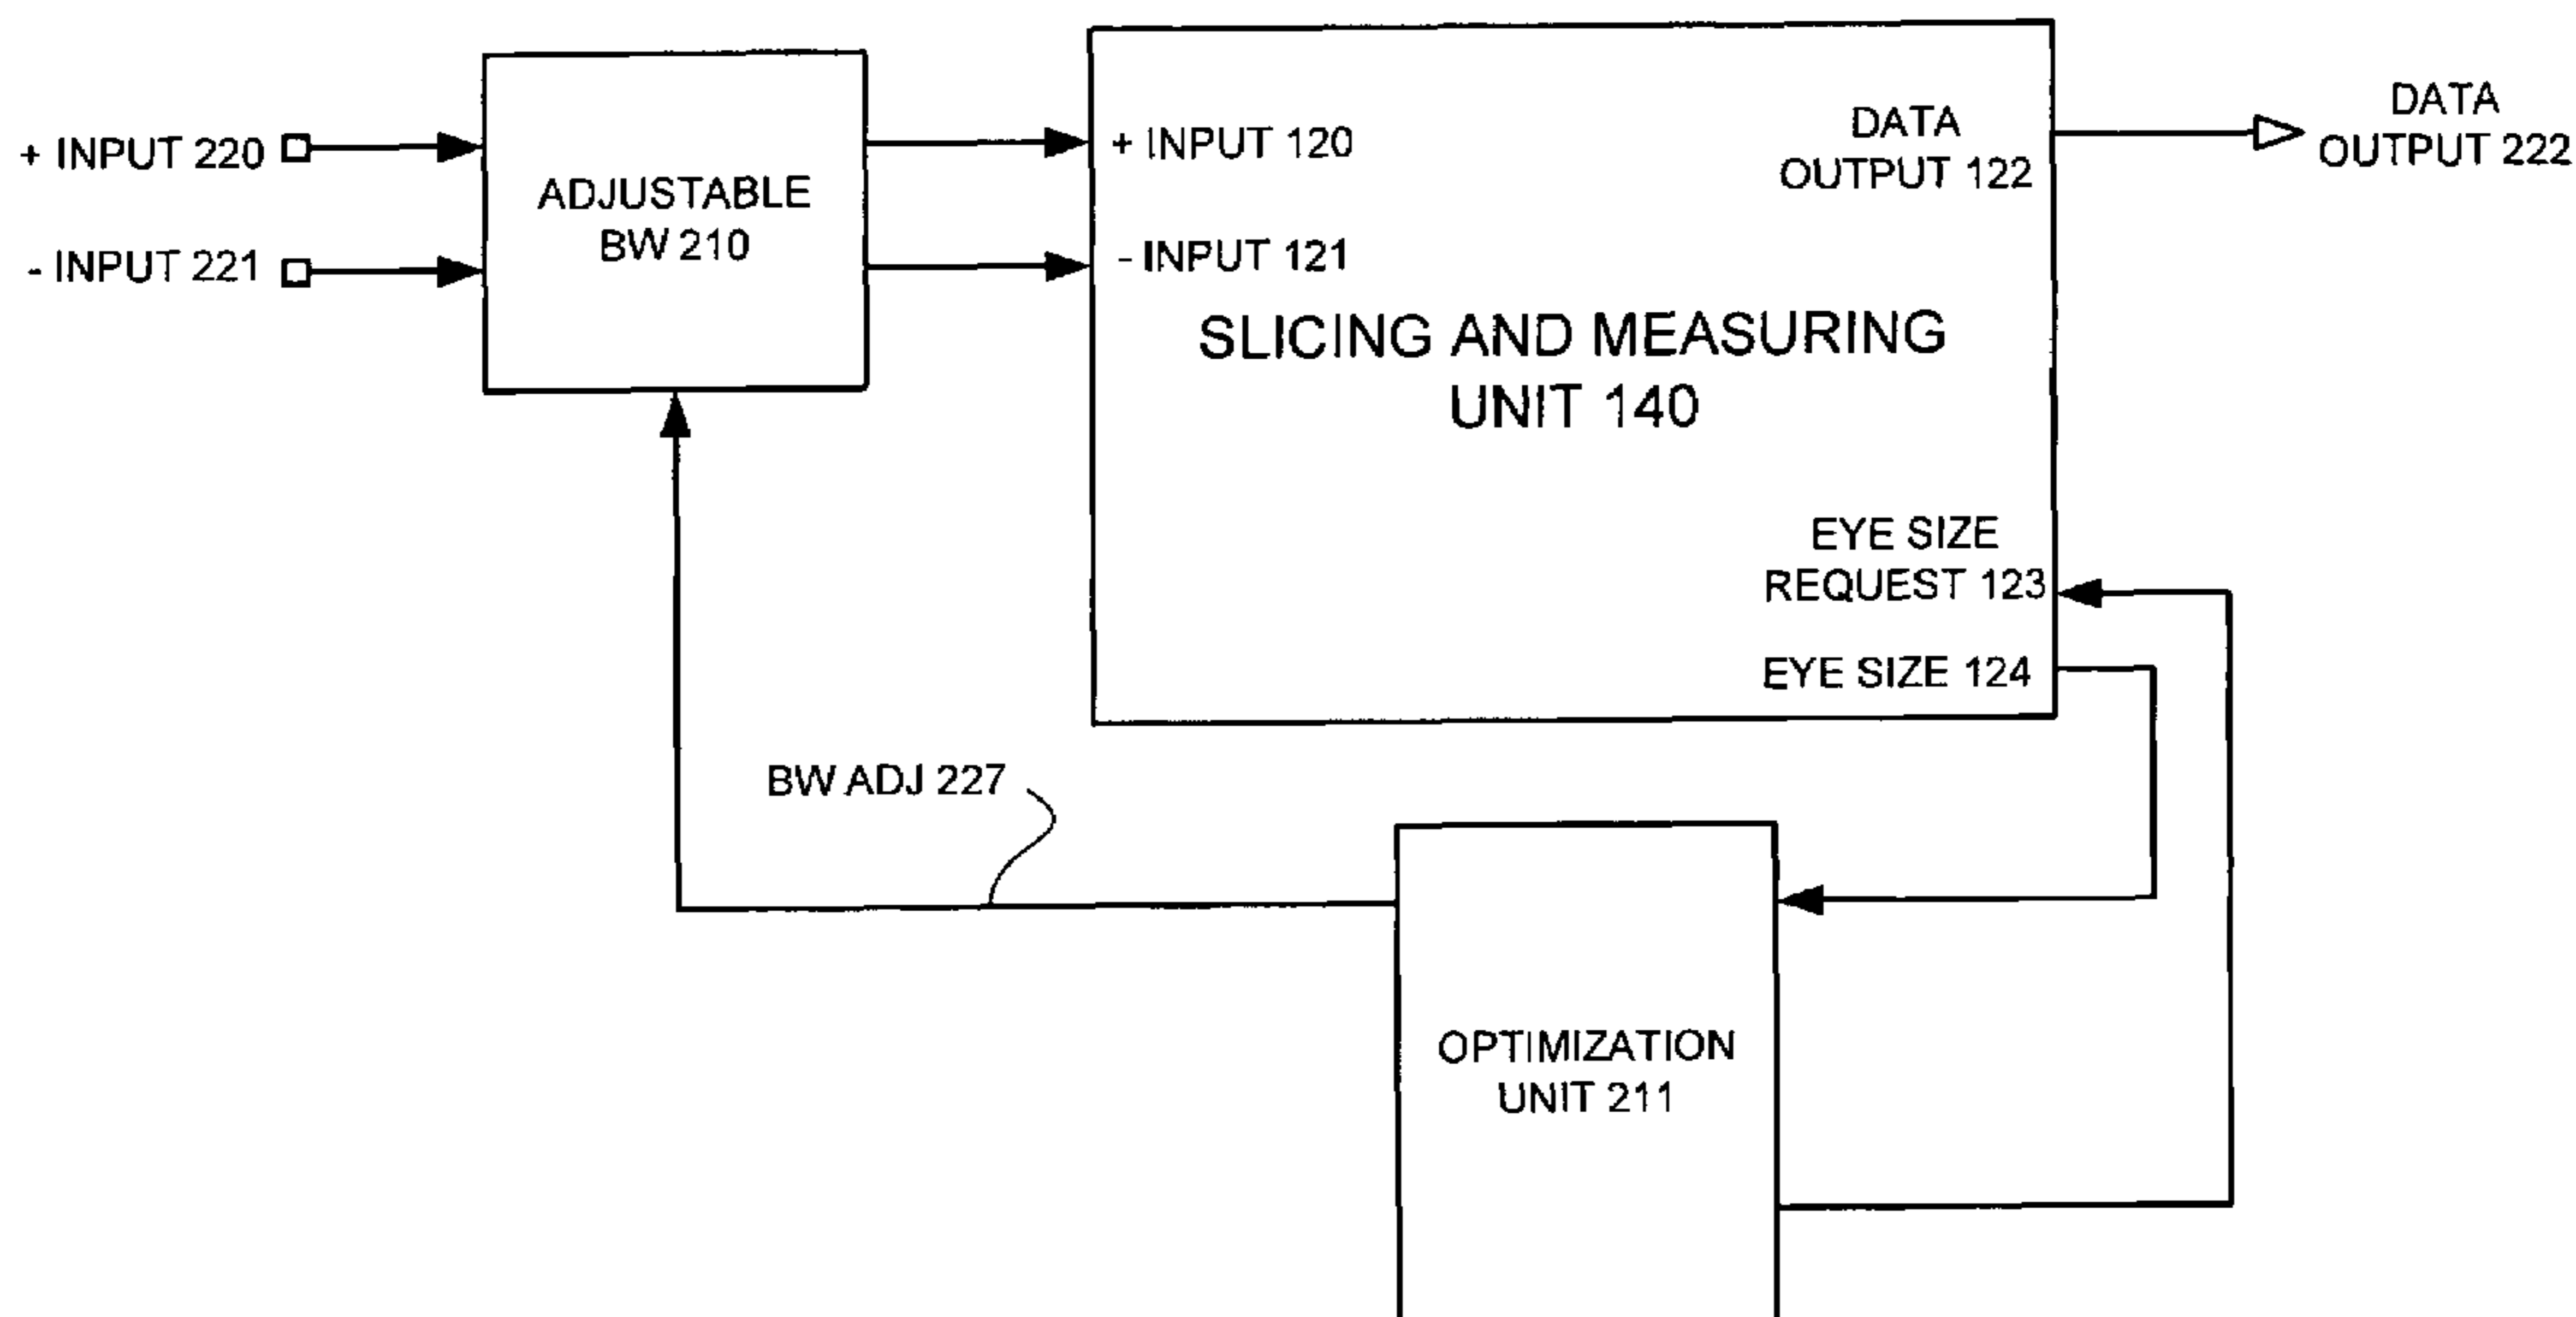 + INPUT 220
- INPUT 221
ADJUSTABLE
BW 210
+ INPUT 120
- INPUT 121
SLICING AND MEASURING
UNIT 140
DATA
OUTPUT 122
DATA
OUTPUT 222
EYE SIZE
REQUEST 123
EYE SIZE 124
BW ADJ 227
OPTIMIZATION
UNIT 211